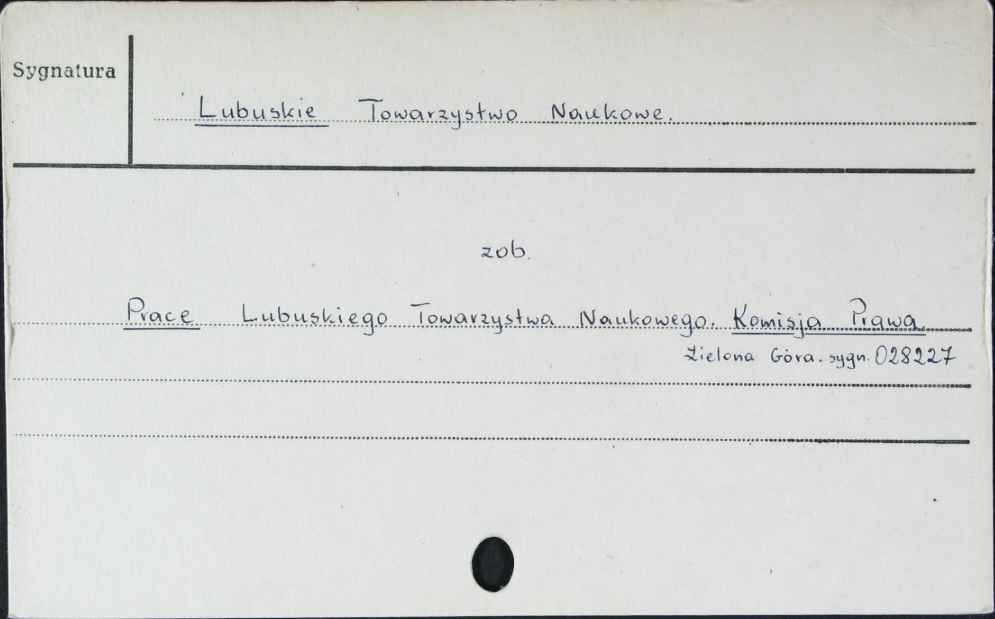 Sygnatura
Lubuskie Towarzystwo Naukowe.
zob.
Prace Lubuskiego Towarzystwa Naukowego. Komisja Prawa
Zielona Góra. sygn. 028227